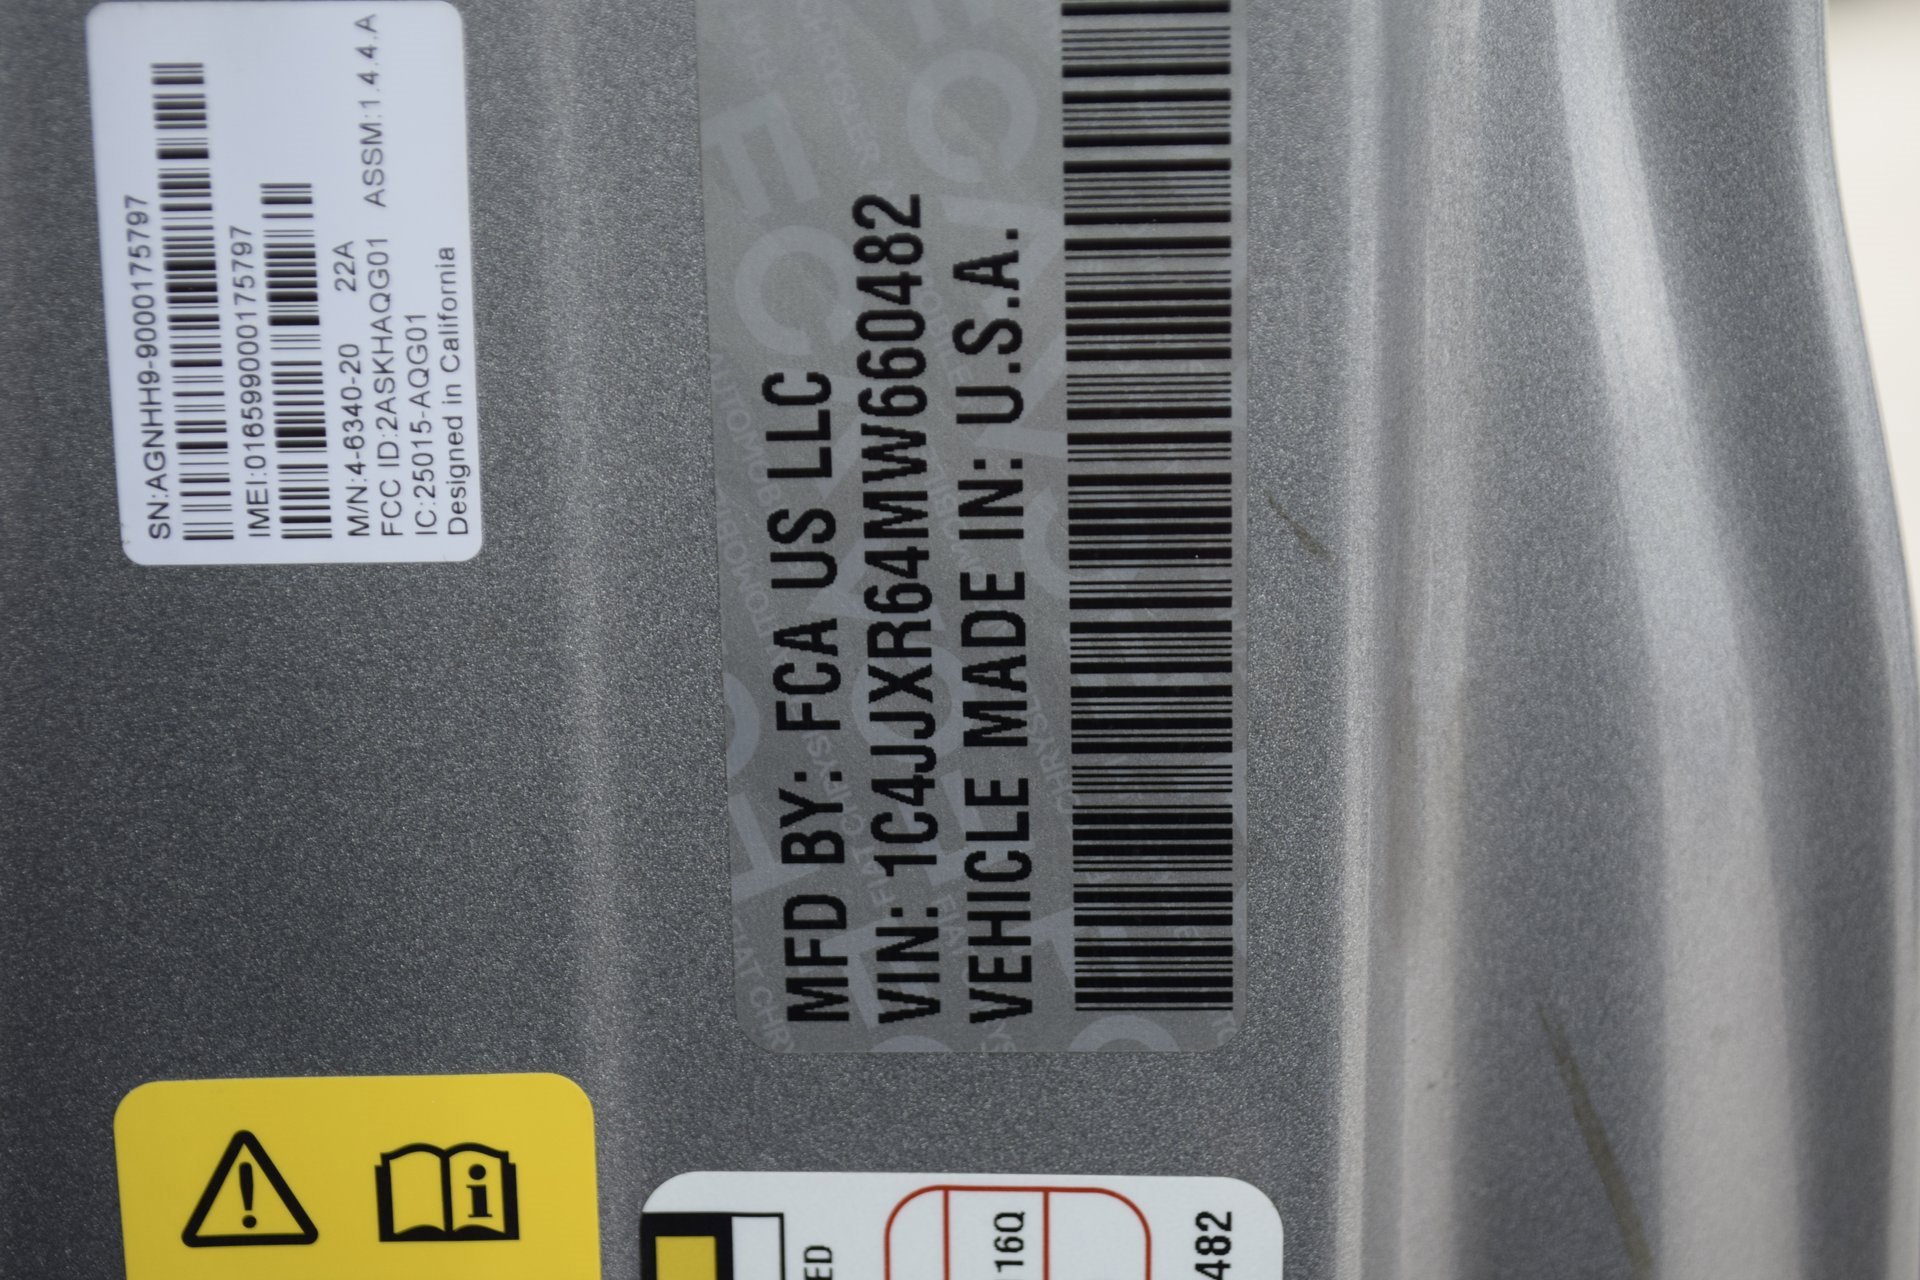 SN:AGNHH9-9000175797
IMEI:016599000175797
M/N:4-6340-20 22A
FCC ID:2ASKHAQG01 ASSM:1.4.4.A
IC:25015-AQG01
Designed in California
MFD BY: FCA US LLC
VIN: 1C4JJXR64MW660482
VEHICLE MADE IN: U.S.A.
ED
16Q
482